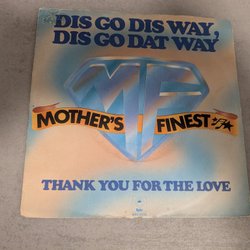 DIS GO DIS WAY,
DIS GO DAT WAY
MF
MOTHER'S FINEST
THANK YOU FOR THE LOVE